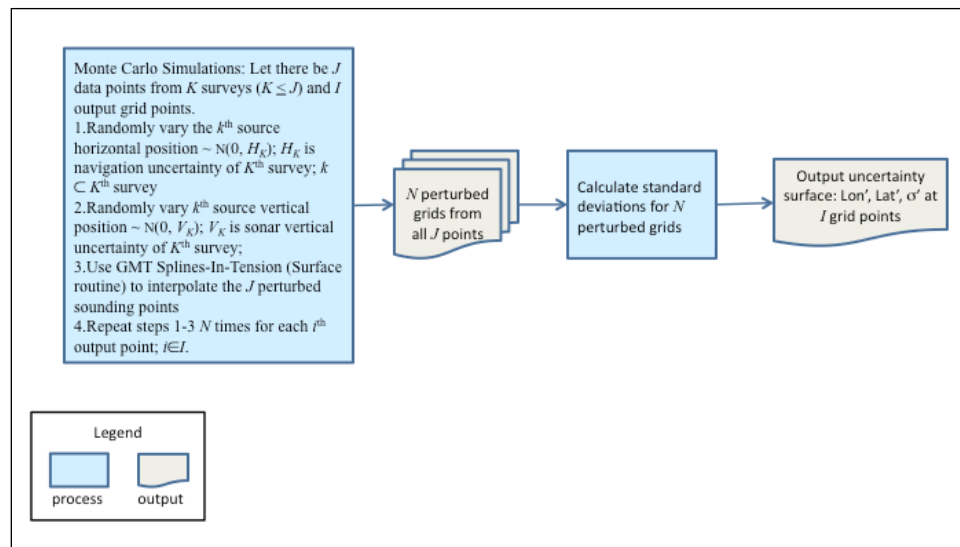 Monte Carlo Simulations: Let there be J
data points from K surveys (K ≤ J) and I
output grid points.
1.Randomly vary the kth source
horizontal position ~ N(0, HK); HK is
navigation uncertainty of Kth survey; k
⊂ Kth survey
2.Randomly vary kth source vertical
position ~ N(0, VK); VK is sonar vertical
uncertainty of Kth survey;
3.Use GMT Splines-In-Tension (Surface
routine) to interpolate the J perturbed
sounding points
4.Repeat steps 1-3 N times for each ith
output point; i∈I.
N perturbed
grids from
all J points
Calculate standard
deviations for N
perturbed grids
Output uncertainty
surface: Lon’, Lat’, σ’ at
I grid points
Legend
process
output